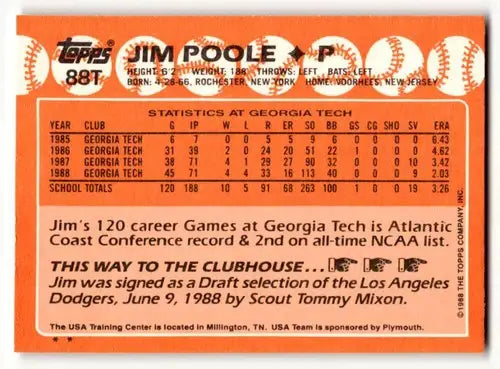 Topps
88T
JIM POOLE ✦ P
HEIGHT: 6'2 WEIGHT: 188 THROWS: LEFT BATS: LEFT
BORN: 4-28-66, ROCHESTER, NEW YORK HOME: VOORHEES, NEW JERSEY
STATISTICS AT GEORGIA TECH
YEAR CLUB G IP W L R ER SO BB GS CG SHO SV ERA
1985 GEORGIA TECH 6 7 0 0 5 5 9 6 0 0 0 0 6.43
1986 GEORGIA TECH 31 39 2 0 24 20 51 22 1 0 0 4 4.62
1987 GEORGIA TECH 38 71 4 1 29 27 90 32 0 0 0 10 3.42
1988 GEORGIA TECH 45 71 4 4 33 16 113 40 0 0 0 9 2.03
SCHOOL TOTALS 120 188 10 5 91 68 263 100 1 0 0 19 3.26
Jim's 120 career Games at Georgia Tech is Atlantic
Coast Conference record & 2nd on all-time NCAA list.
THIS WAY TO THE CLUBHOUSE...
Jim was signed as a Draft selection of the Los Angeles
Dodgers, June 9, 1988 by Scout Tommy Mixon.
The USA Training Center is located in Millington, TN. USA Team is sponsored by Plymouth.
* *
©1988 THE TOPPS COMPANY, INC.